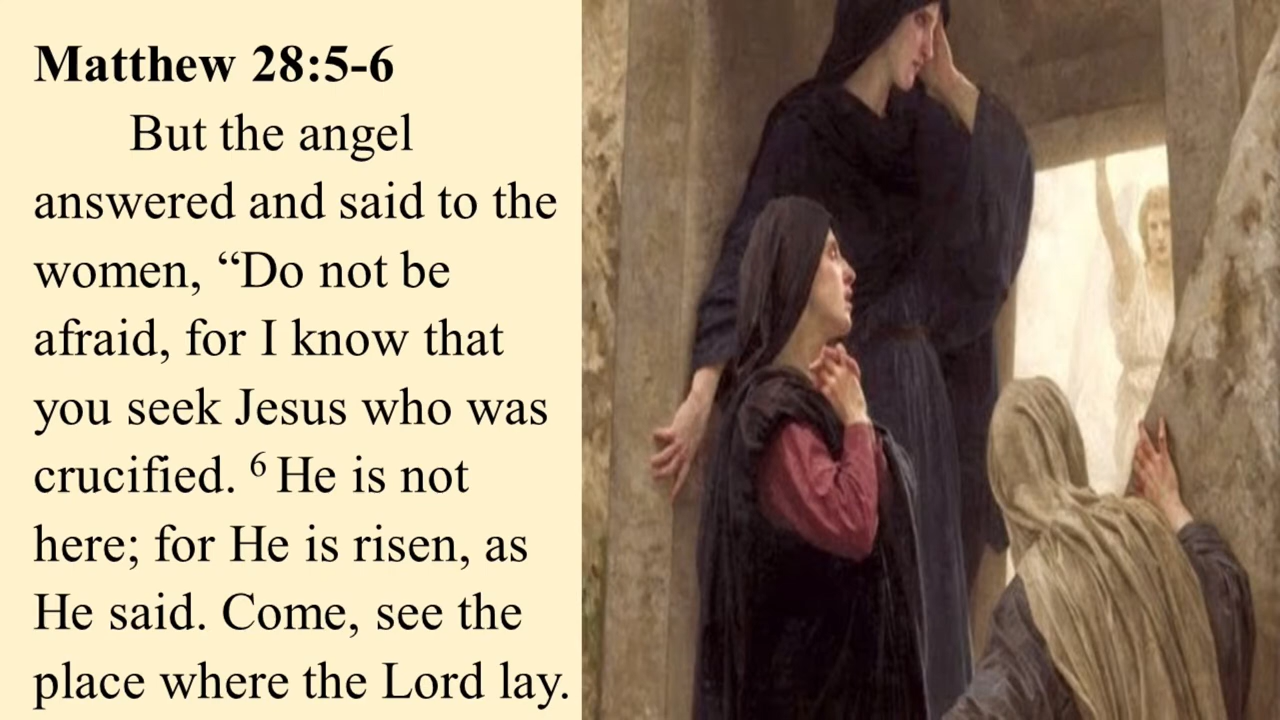 Matthew 28:5-6
But the angel
answered and said to the
women, “Do not be
afraid, for I know that
you seek Jesus who was
crucified. ⁶ He is not
here; for He is risen, as
He said. Come, see the
place where the Lord lay.